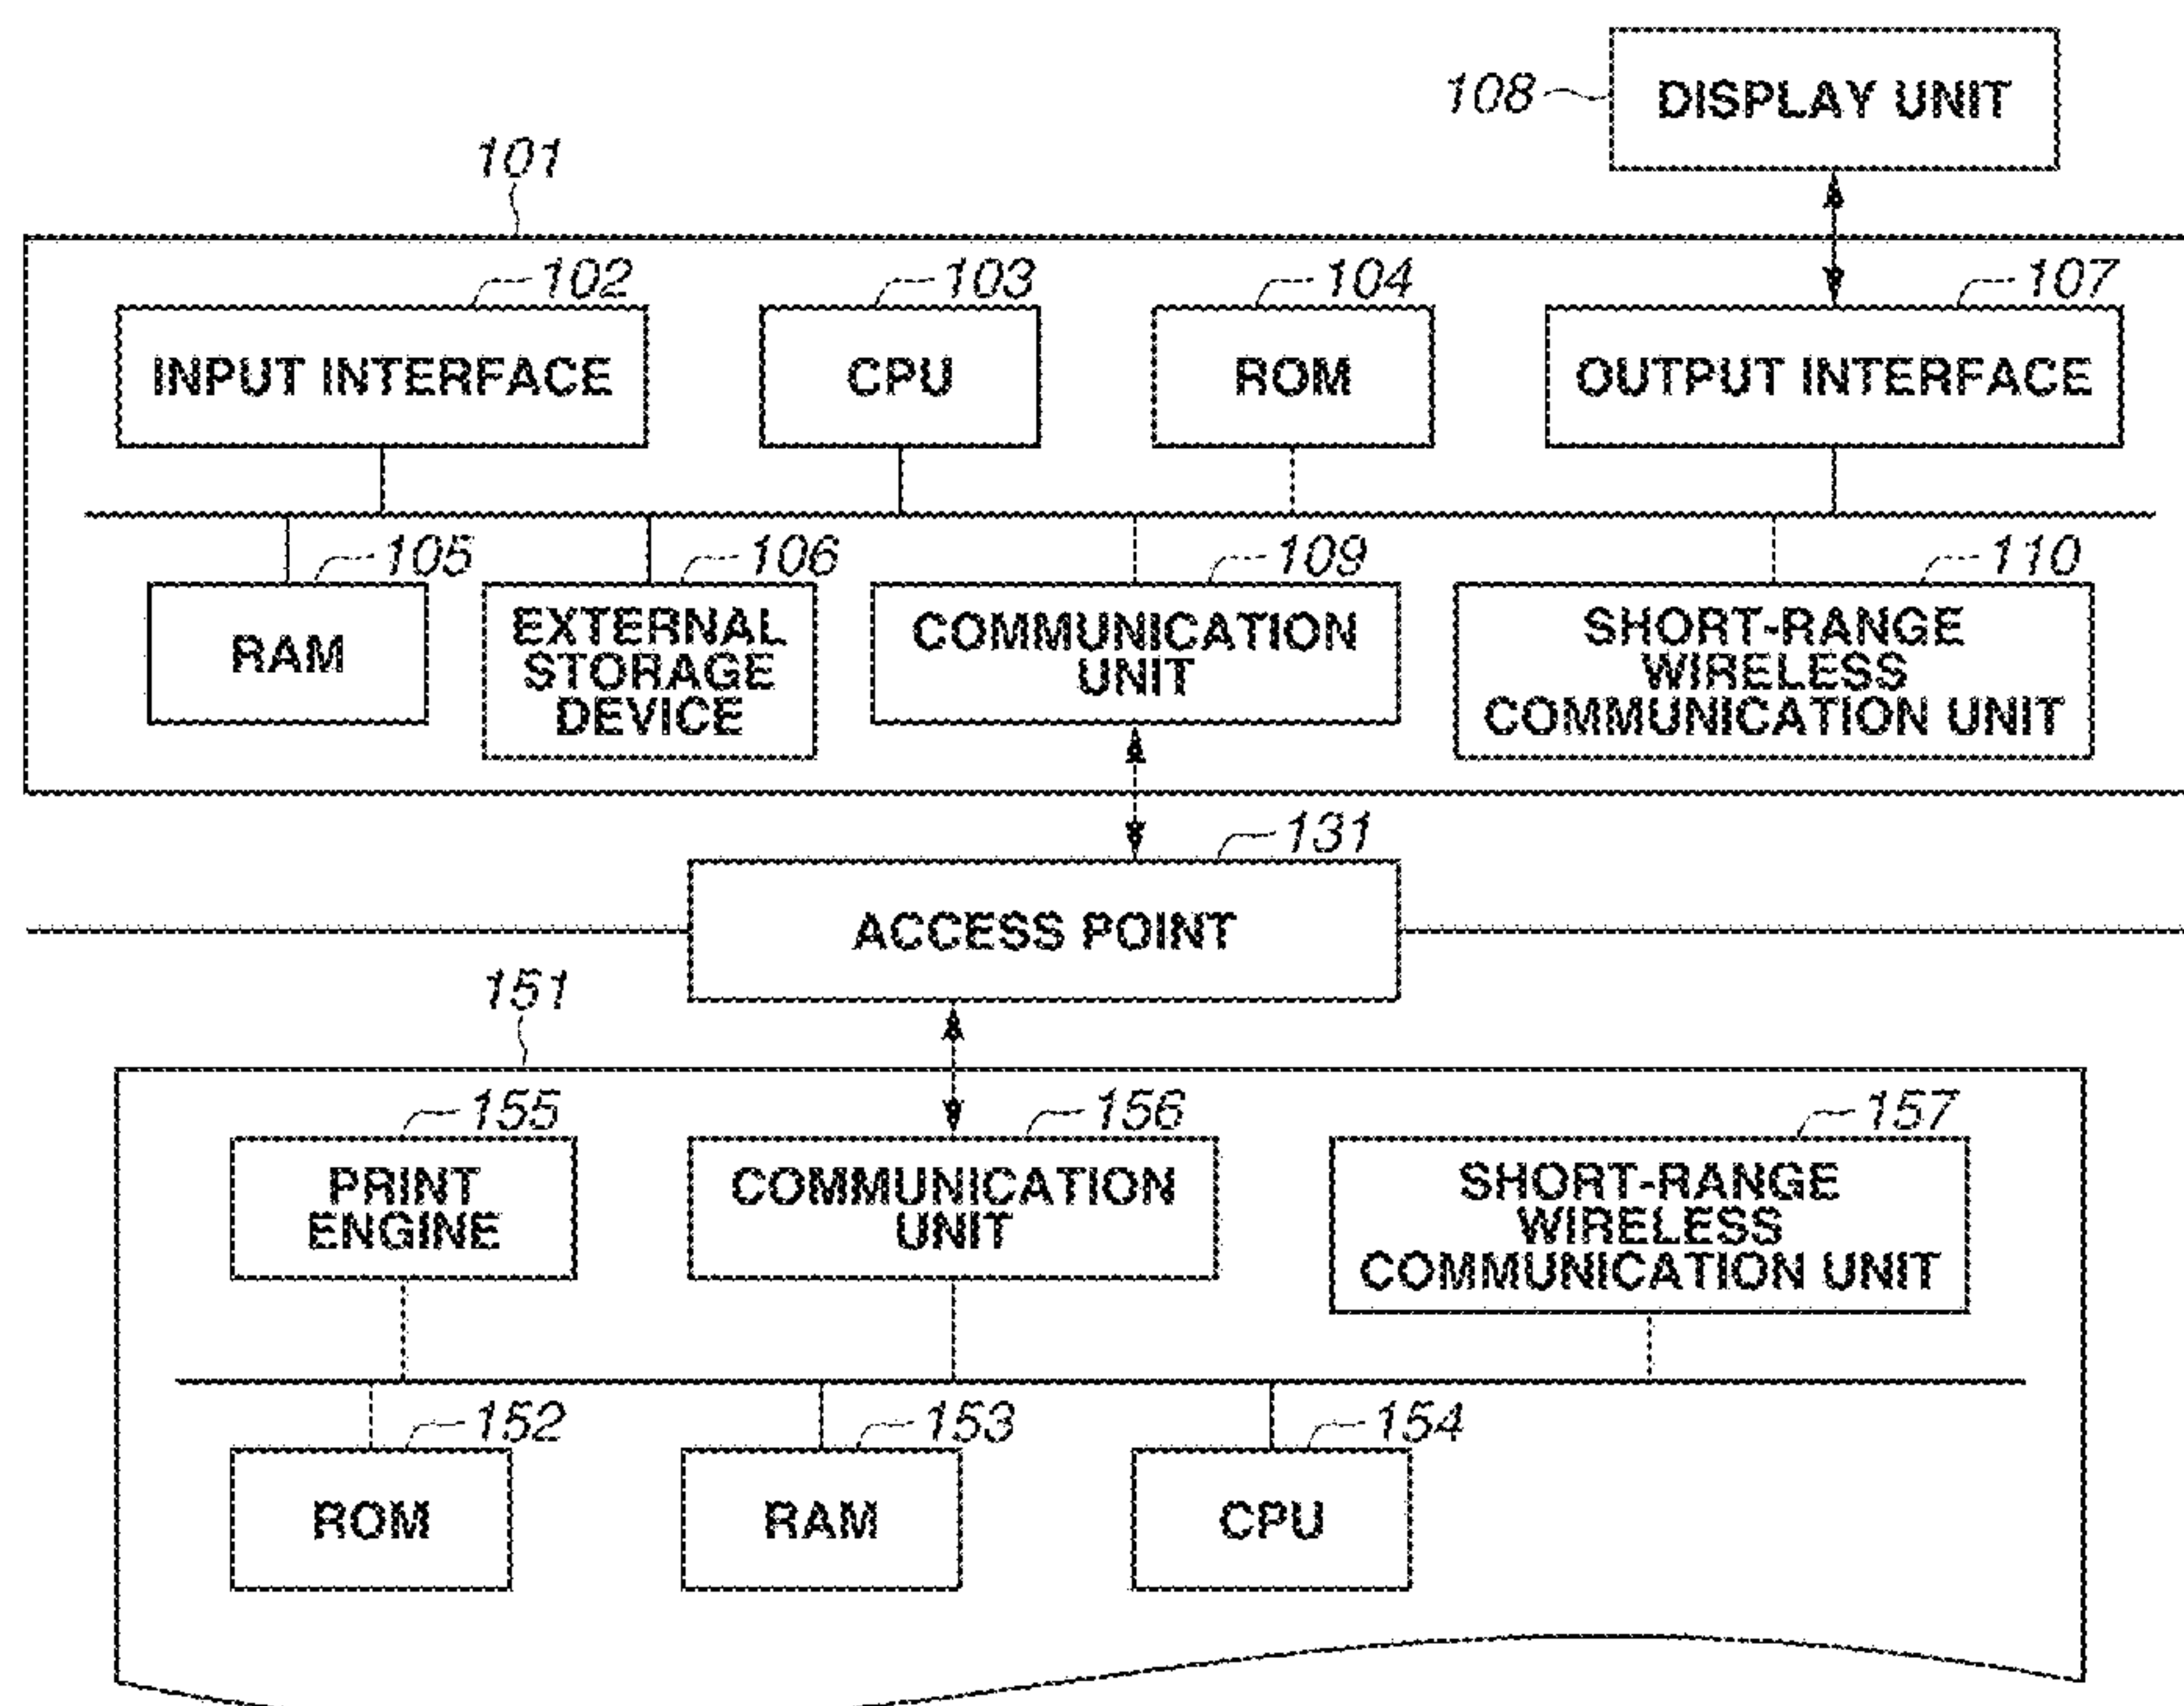 108
DISPLAY UNIT
101
102
103
104
107
INPUT INTERFACE
CPU
ROM
OUTPUT INTERFACE
105
106
109
110
RAM
EXTERNAL
STORAGE
DEVICE
COMMUNICATION
UNIT
SHORT-RANGE
WIRELESS
COMMUNICATION UNIT
131
ACCESS POINT
151
155
156
157
PRINT
ENGINE
COMMUNICATION
UNIT
SHORT-RANGE
WIRELESS
COMMUNICATION UNIT
152
153
154
ROM
RAM
CPU